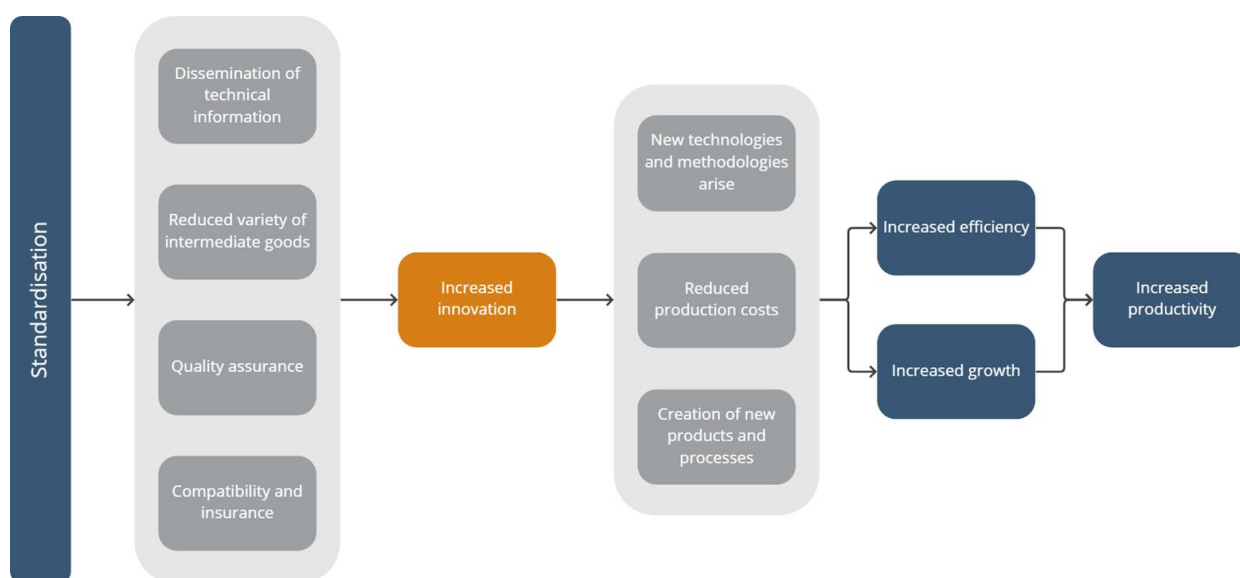 Standardisation
Dissemination of
technical
information
Reduced variety of
intermediate goods
Quality assurance
Compatibility and
insurance
Increased
innovation
New technologies
and methodologies
arise
Reduced
production costs
Creation of new
products and
processes
Increased efficiency
Increased growth
Increased
productivity